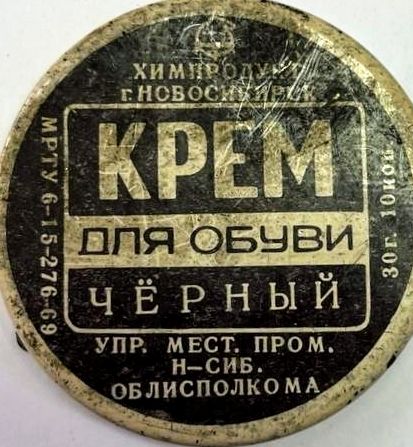 ХИМПРОДУКТ
г. НОВОСИБИРСК
КРЕМ
ДЛЯ ОБУВИ
ЧЁРНЫЙ
УПР. МЕСТ. ПРОМ.
Н–СИБ.
ОБЛИСПОЛКОМА
МРТУ 6–15-276-69
30г. 10коп.